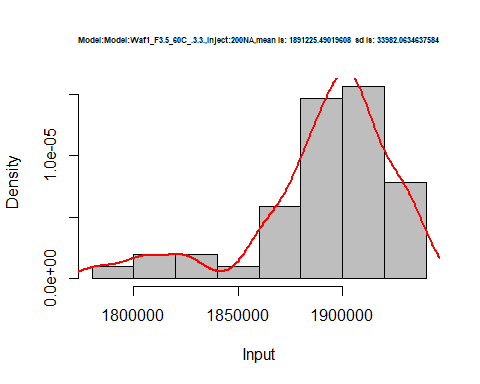 Model:Model:Waf1_F3.5_60C_.3.3.,Inject:200NA,mean is: 1891225.49019608 sd is: 33982.0634637584
Density
1.0e-05
0.0e+00
1800000 1850000 1900000
Input